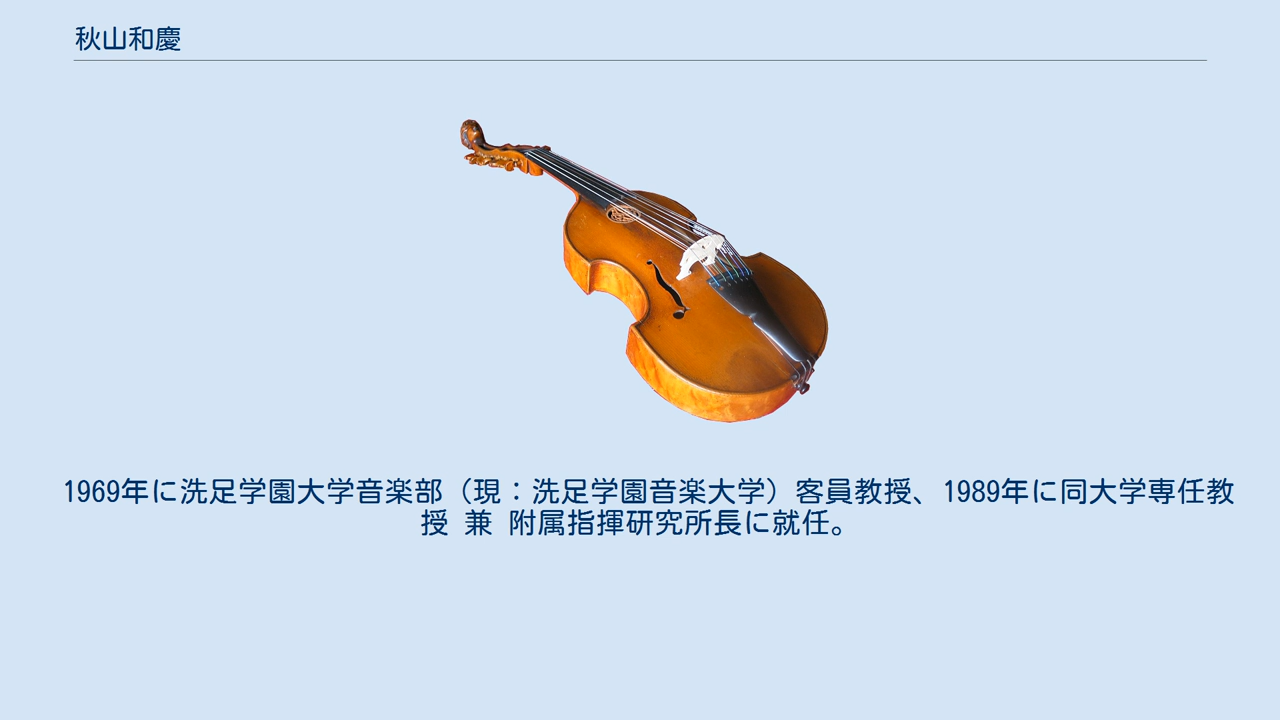 秋山和慶
1969年に洗足学園大学音楽部（現：洗足学園音楽大学）客員教授、1989年に同大学専任教
授 兼 附属指揮研究所長に就任。